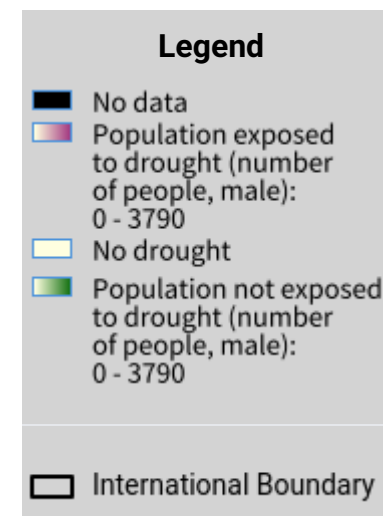 Legend
No data
Population exposed
to drought (number
of people, male):
0 - 3790
No drought
Population not exposed
to drought (number
of people, male):
0 - 3790
International Boundary